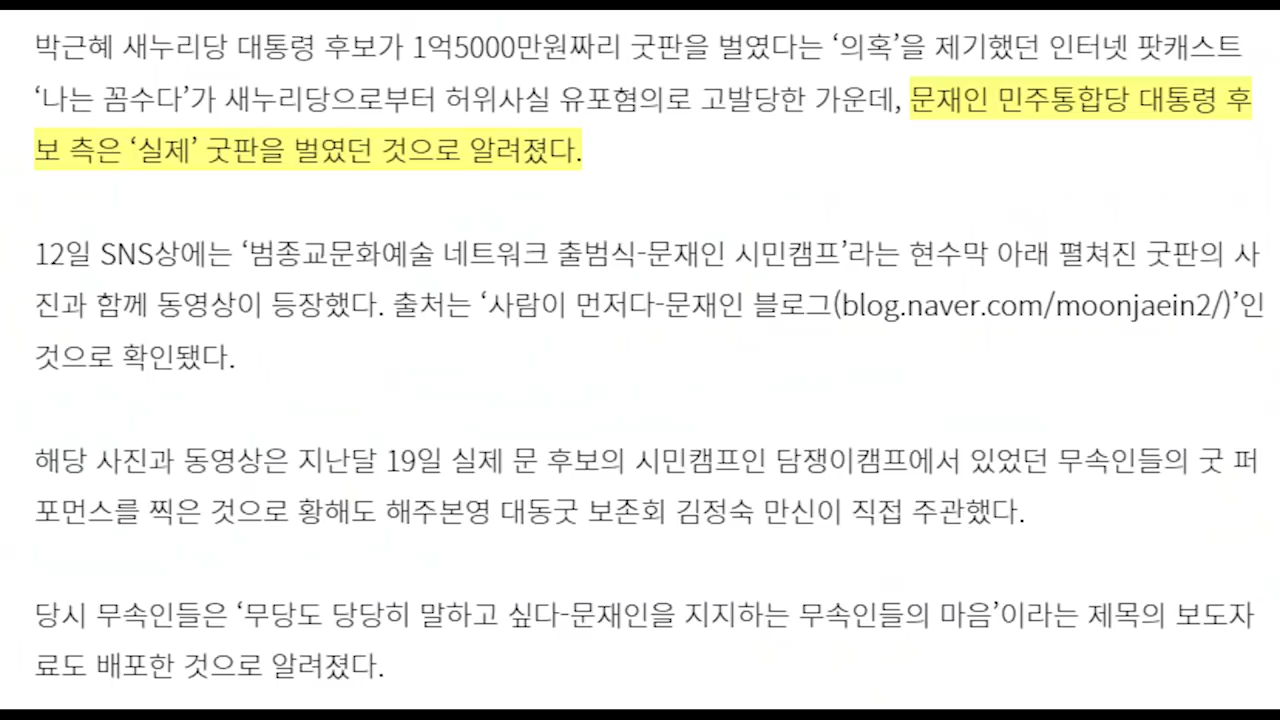 박근혜 새누리당 대통령 후보가 1억5000만원짜리 굿판을 벌였다는 ‘의혹’을 제기했던 인터넷 팟캐스트
‘나는 꼼수다’가 새누리당으로부터 허위사실 유포혐의로 고발당한 가운데, 문재인 민주통합당 대통령 후
보 측은 ‘실제’ 굿판을 벌였던 것으로 알려졌다.
12일 SNS상에는 ‘범종교문화예술 네트워크 출범식-문재인 시민캠프’라는 현수막 아래 펼쳐진 굿판의 사
진과 함께 동영상이 등장했다. 출처는 ‘사람이 먼저다-문재인 블로그(blog.naver.com/moonjaein2/)’인
것으로 확인됐다.
해당 사진과 동영상은 지난달 19일 실제 문 후보의 시민캠프인 담쟁이캠프에서 있었던 무속인들의 굿 퍼
포먼스를 찍은 것으로 황해도 해주본영 대동굿 보존회 김정숙 만신이 직접 주관했다.
당시 무속인들은 ‘무당도 당당히 말하고 싶다-문재인을 지지하는 무속인들의 마음’이라는 제목의 보도자
료도 배포한 것으로 알려졌다.